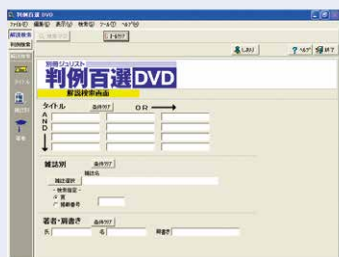 判例百選 DVD
ファイル(F) 編集(E) 表示(V) 検索(S) ツール(T) ヘルプ(H)
解説検索
判例検索
しおり ? ヘルプ 終了
別冊ジュリスト
判例百選DVD
解説検索画面
タイトル 条件クリア OR
A
N
D
雑誌別 条件クリア
雑誌選択 雑誌名
- 検索指定 -
頁
著者・肩書き 条件クリア
氏 名 肩書き